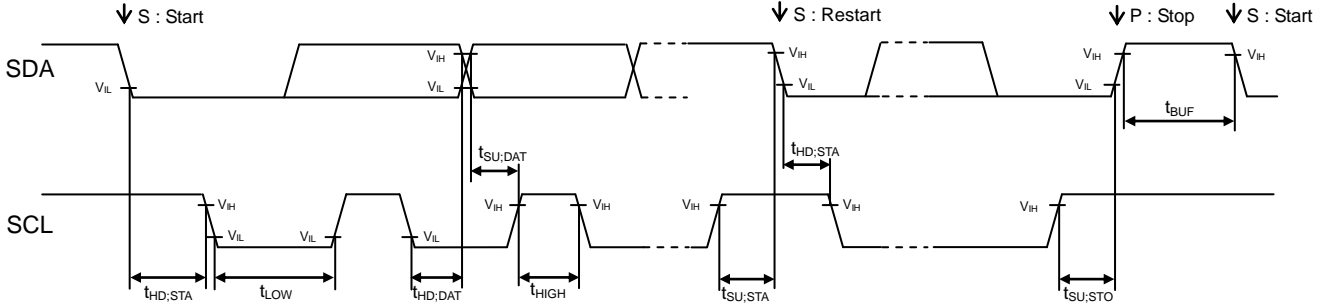 S : Start
S : Restart
P : Stop
S : Start
SDA
VIH
VIL
VIH
VIL
VIH
VIL
VIH
VIL
VIH
tBUF
tSU;DAT
tHD;STA
SCL
VIH
VIL
VIL
VIL
VIH
VIH
VIH
VIH
VIH
tHD;STA
tLOW
tHD;DAT
tHIGH
tSU;STA
tSU;STO